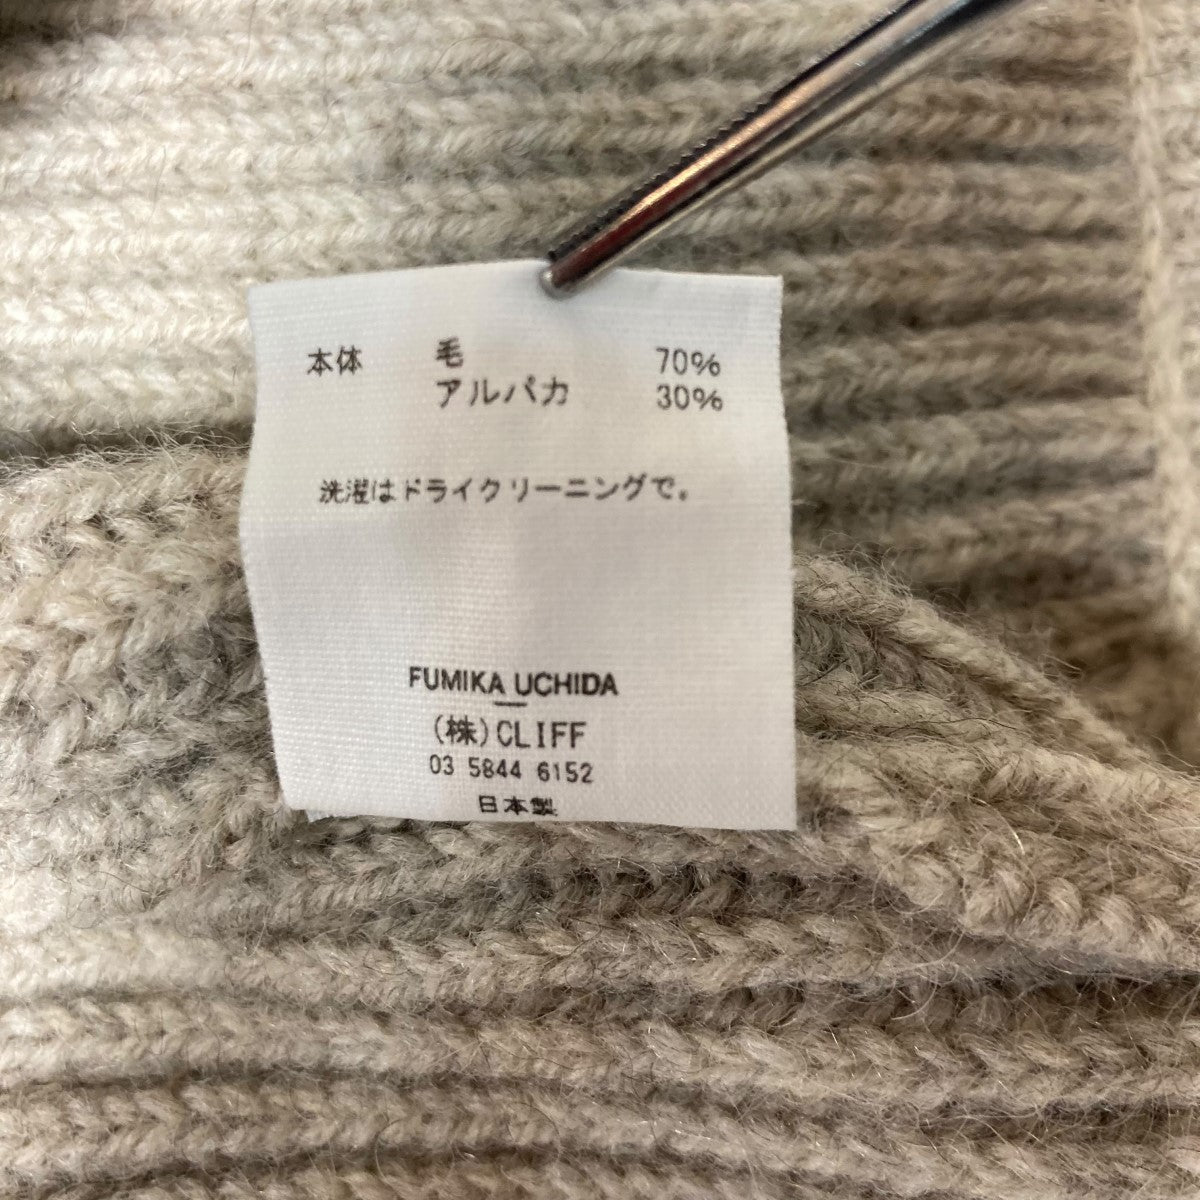 本体 毛 70%
アルパカ 30%
洗濯はドライクリーニングで。
FUMIKA UCHIDA
(株)CLIFF
03 5844 6152
日本製